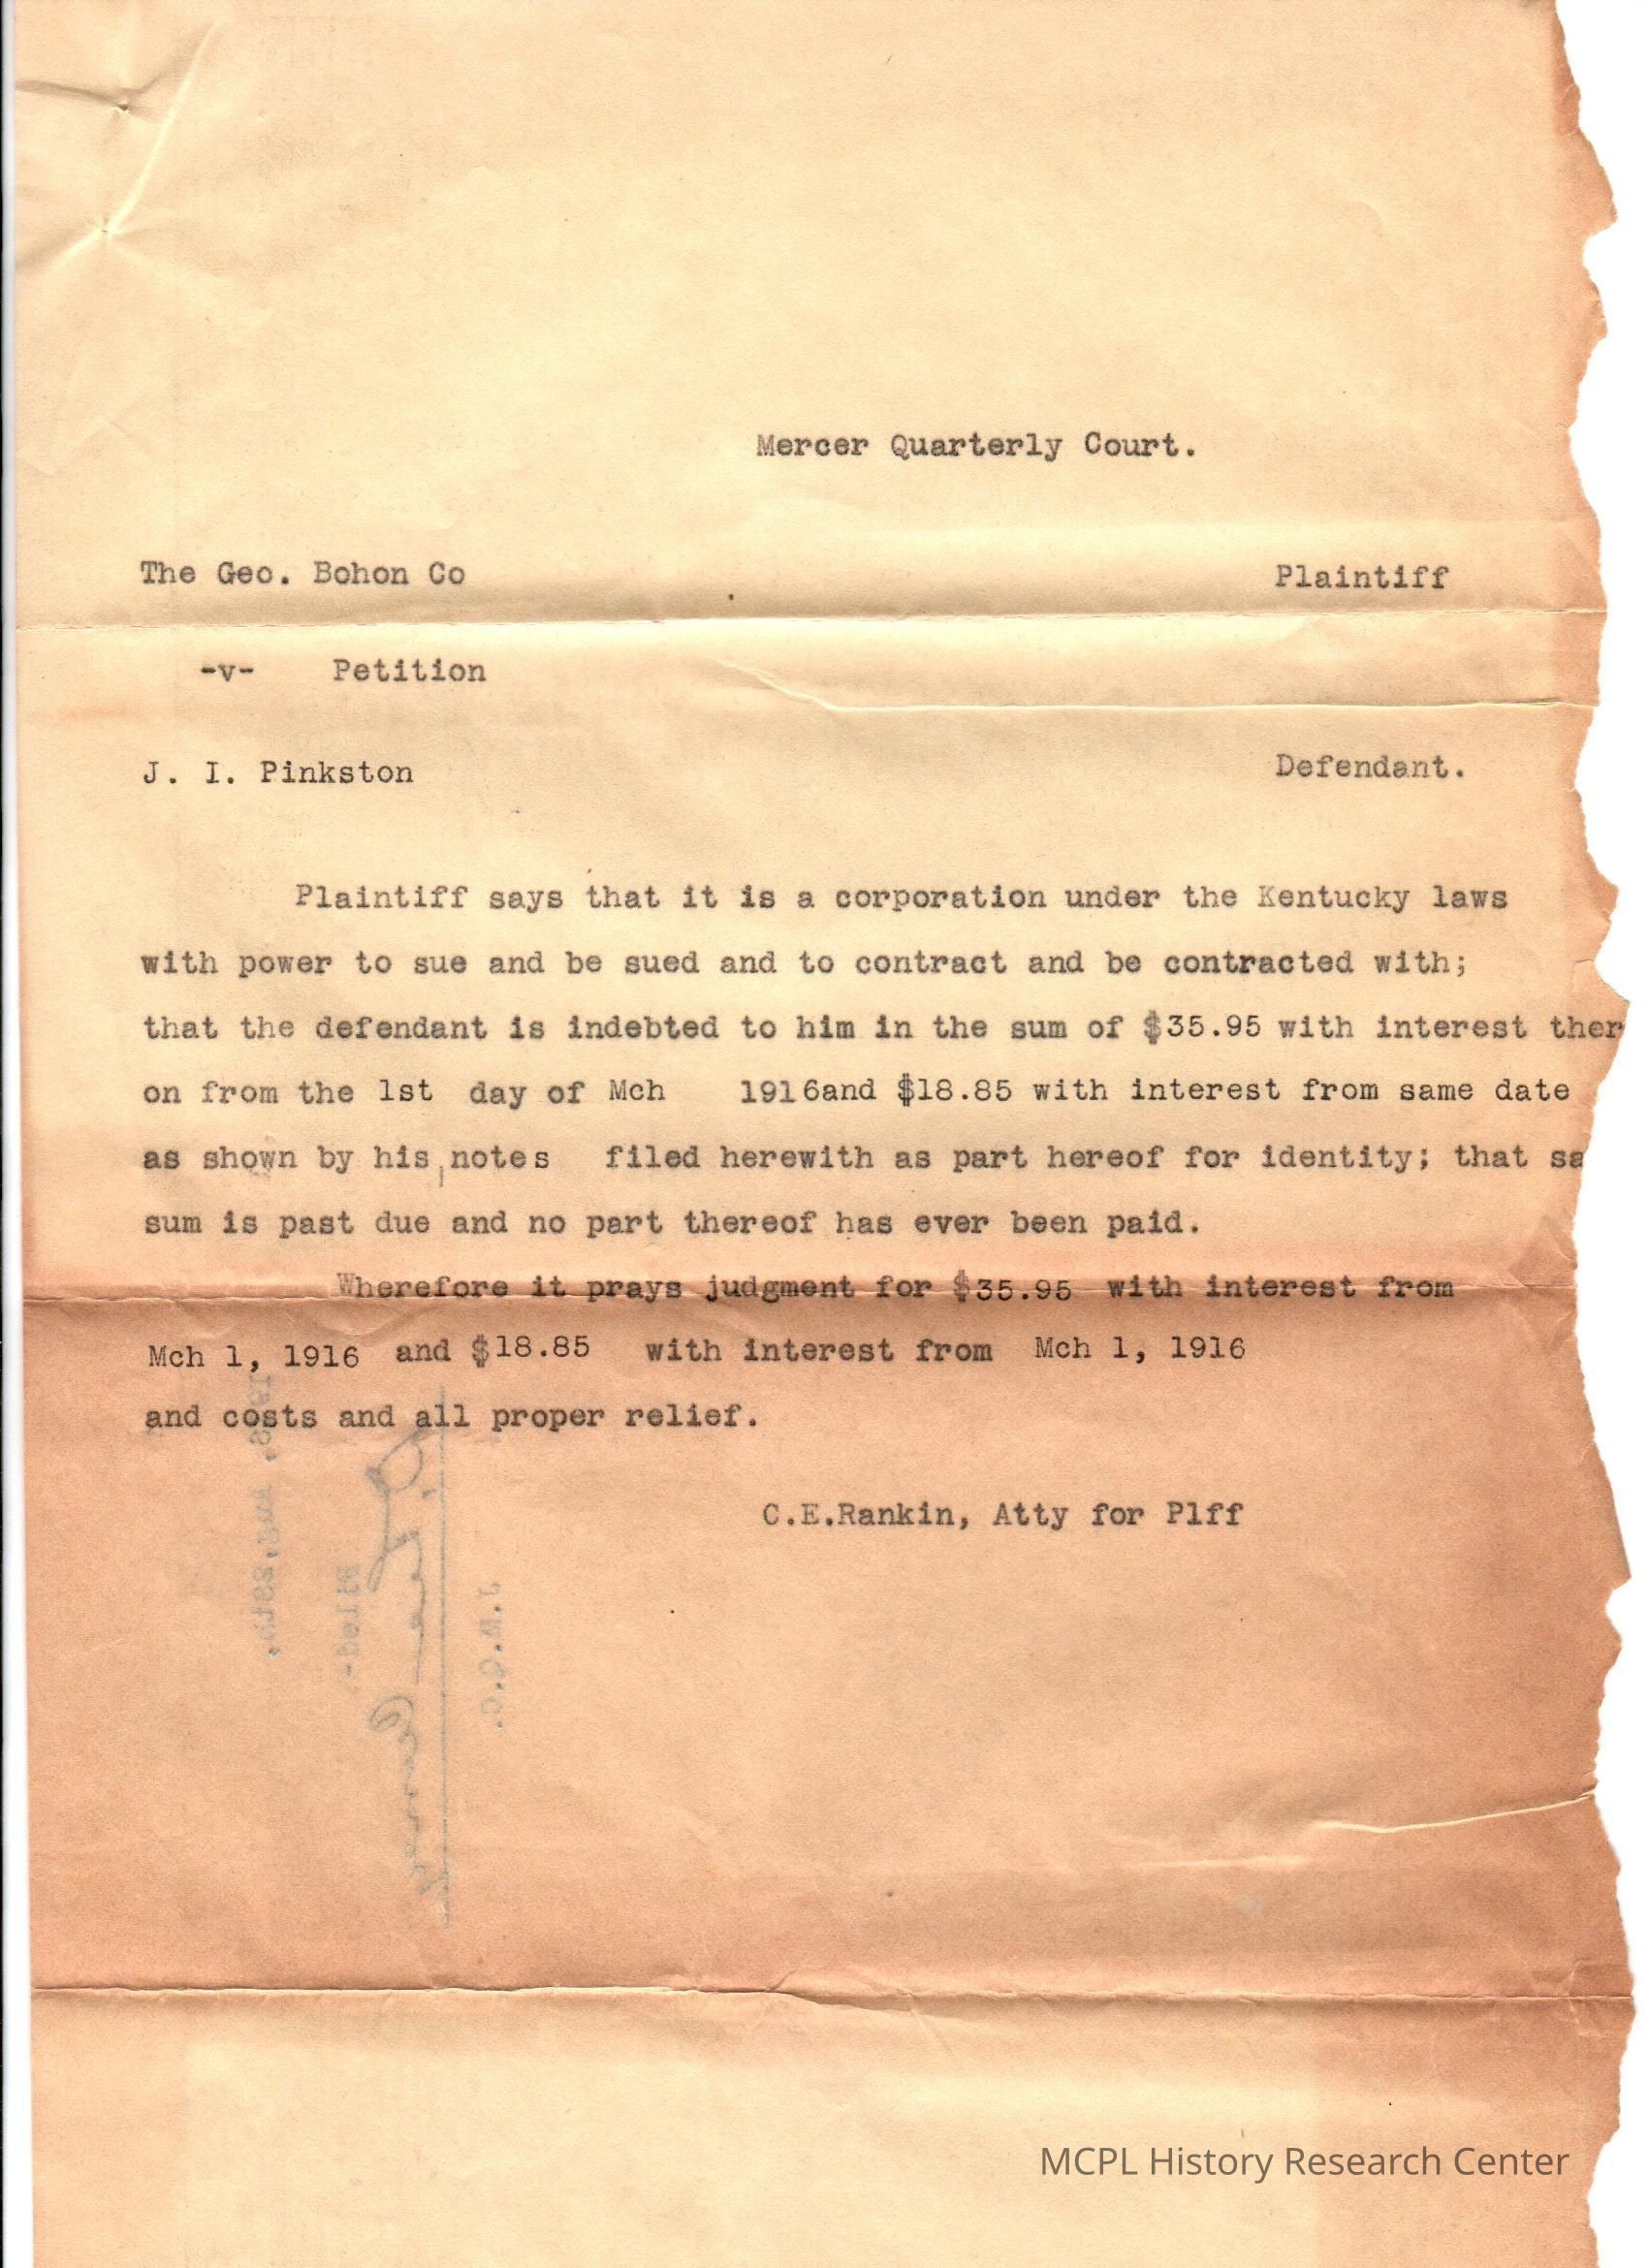 Mercer Quarterly Court.
The Geo. Bohon Co Plaintiff
-v- Petition
J. I. Pinkston Defendant.
Plaintiff says that it is a corporation under the Kentucky laws
with power to sue and be sued and to contract and be contracted with;
that the defendant is indebted to him in the sum of $35.95 with interest ther
on from the 1st day of Mch 1916and $18.85 with interest from same date
as shown by his notes filed herewith as part hereof for identity; that sa
sum is past due and no part thereof has ever been paid.
Wherefore it prays judgment for $35.95 with interest from
Mch 1, 1916 and $18.85 with interest from Mch 1, 1916
and costs and all proper relief.
C.E.Rankin, Atty for Plff
Filed-
MCPL History Research Center